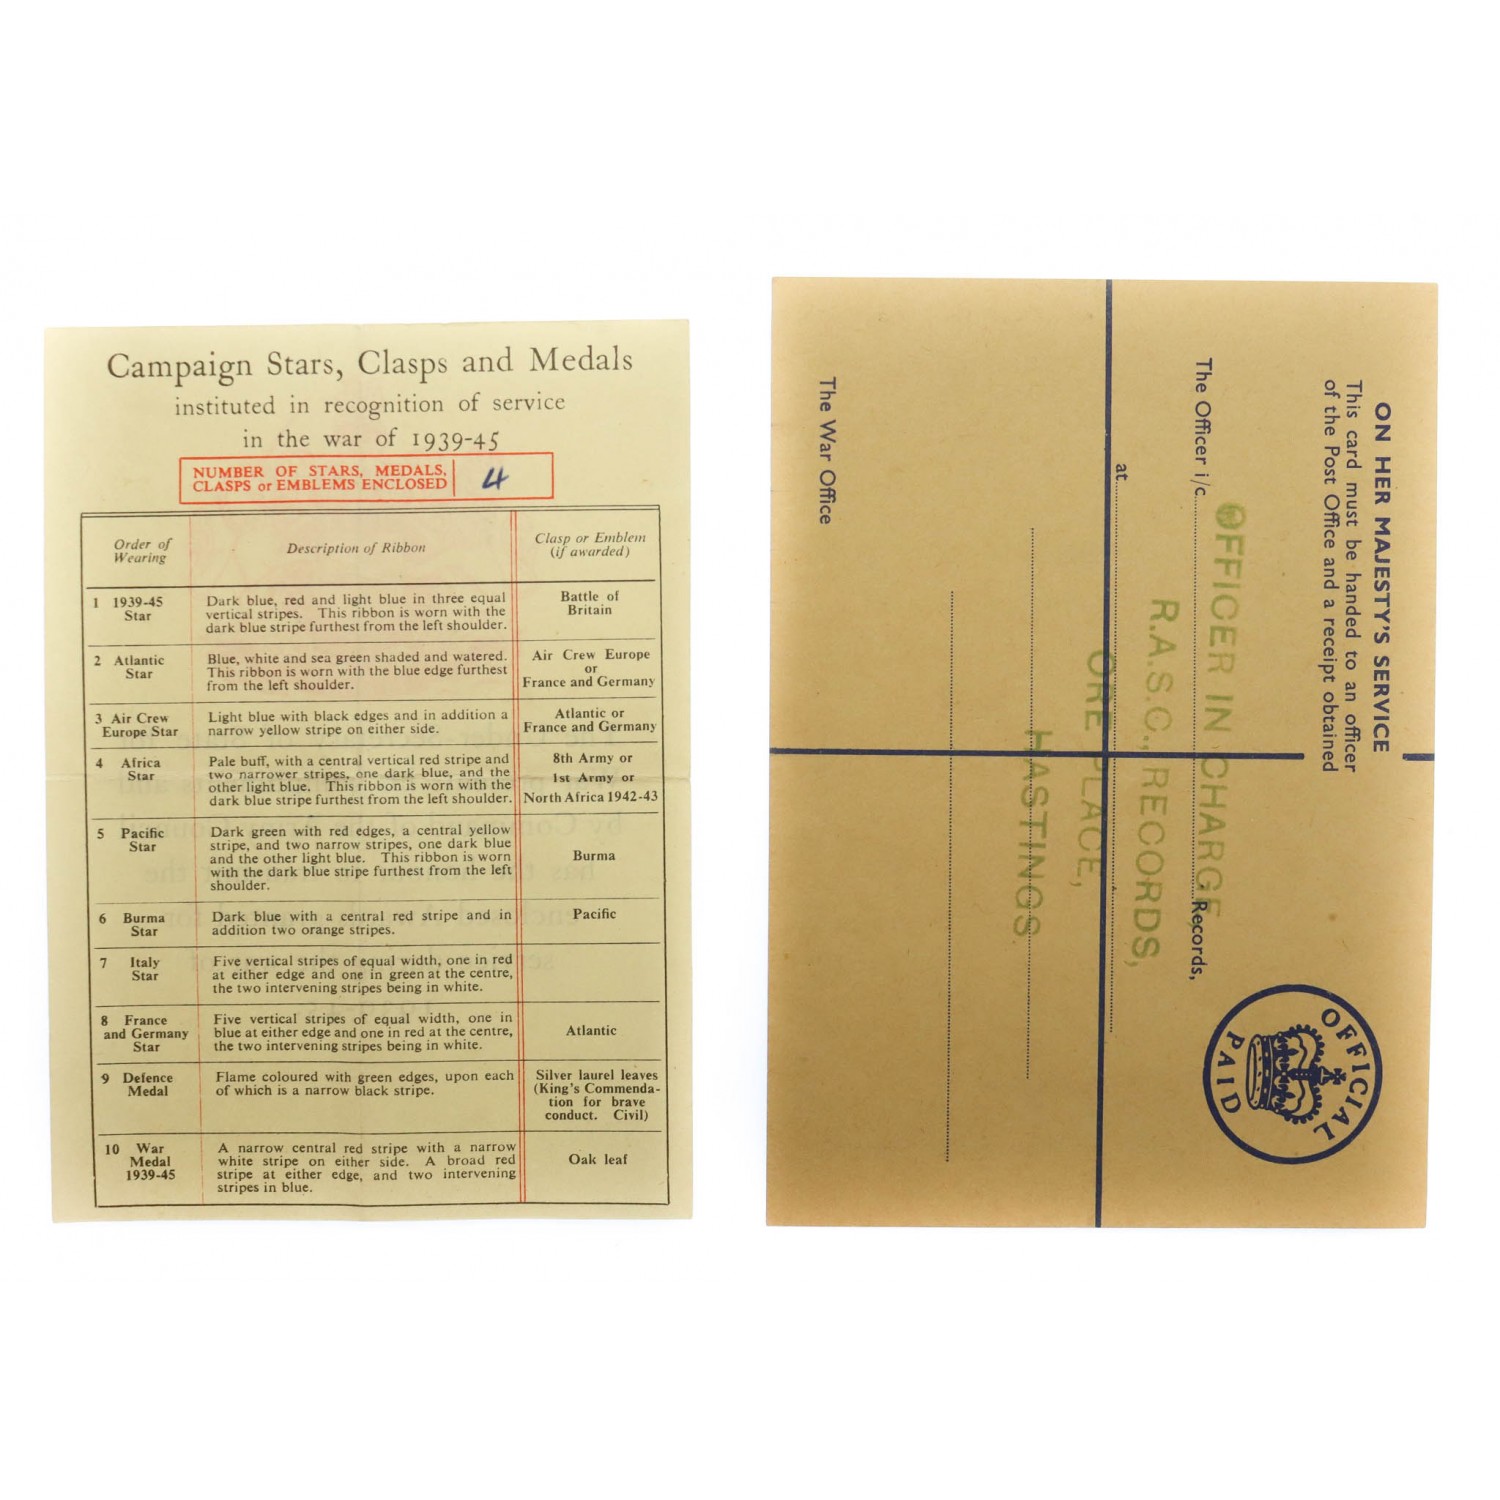 Campaign Stars, Clasps and Medals
instituted in recognition of service
in the war of 1939-45
NUMBER OF STARS, MEDALS,
CLASPS or EMBLEMS ENCLOSED
4
Order of
Wearing
Description of Ribbon
Clasp or Emblem
(if awarded)
1 1939-45
Star
Dark blue, red and light blue in three equal
vertical stripes. This ribbon is worn with the
dark blue stripe furthest from the left shoulder.
Battle of
Britain
2 Atlantic
Star
Blue, white and sea green shaded and watered.
This ribbon is worn with the blue edge furthest
from the left shoulder.
Air Crew Europe
or
France and Germany
3 Air Crew
Europe Star
Light blue with black edges and in addition a
narrow yellow stripe on either side.
Atlantic or
France and Germany
4 Africa
Star
Pale buff, with a central vertical red stripe and
two narrower stripes, one dark blue, and the
other light blue. This ribbon is worn with the
dark blue stripe furthest from the left shoulder.
8th Army or
1st Army or
North Africa 1942-43
5 Pacific
Star
Dark green with red edges, a central yellow
stripe, and two narrow stripes, one dark blue
and the other light blue. This ribbon is worn
with the dark blue stripe furthest from the left
shoulder.
Burma
6 Burma
Star
Dark blue with a central red stripe and in
addition two orange stripes.
Pacific
7 Italy
Star
Five vertical stripes of equal width, one in red
at either edge and one in green at the centre,
the two intervening stripes being in white.
8 France
and Germany
Star
Five vertical stripes of equal width, one in
blue at either edge and one in red at the centre,
the two intervening stripes being in white.
Atlantic
9 Defence
Medal
Flame coloured with green edges, upon each
of which is a narrow black stripe.
Silver laurel leaves
(King's Commenda-
tion for brave
conduct. Civil)
10 War
Medal
1939-45
A narrow central red stripe with a narrow
white stripe on either side. A broad red
stripe at either edge, and two intervening
stripes in blue.
Oak leaf
ON HER MAJESTY'S SERVICE
This card must be handed to an officer
of the Post Office and a receipt obtained
OFFICIAL
PAID
The Officer i/c Records,
OFFICER IN CHARGE,
R.A.S.C., RECORDS,
at
ORE PLACE,
HASTINGS
The War Office